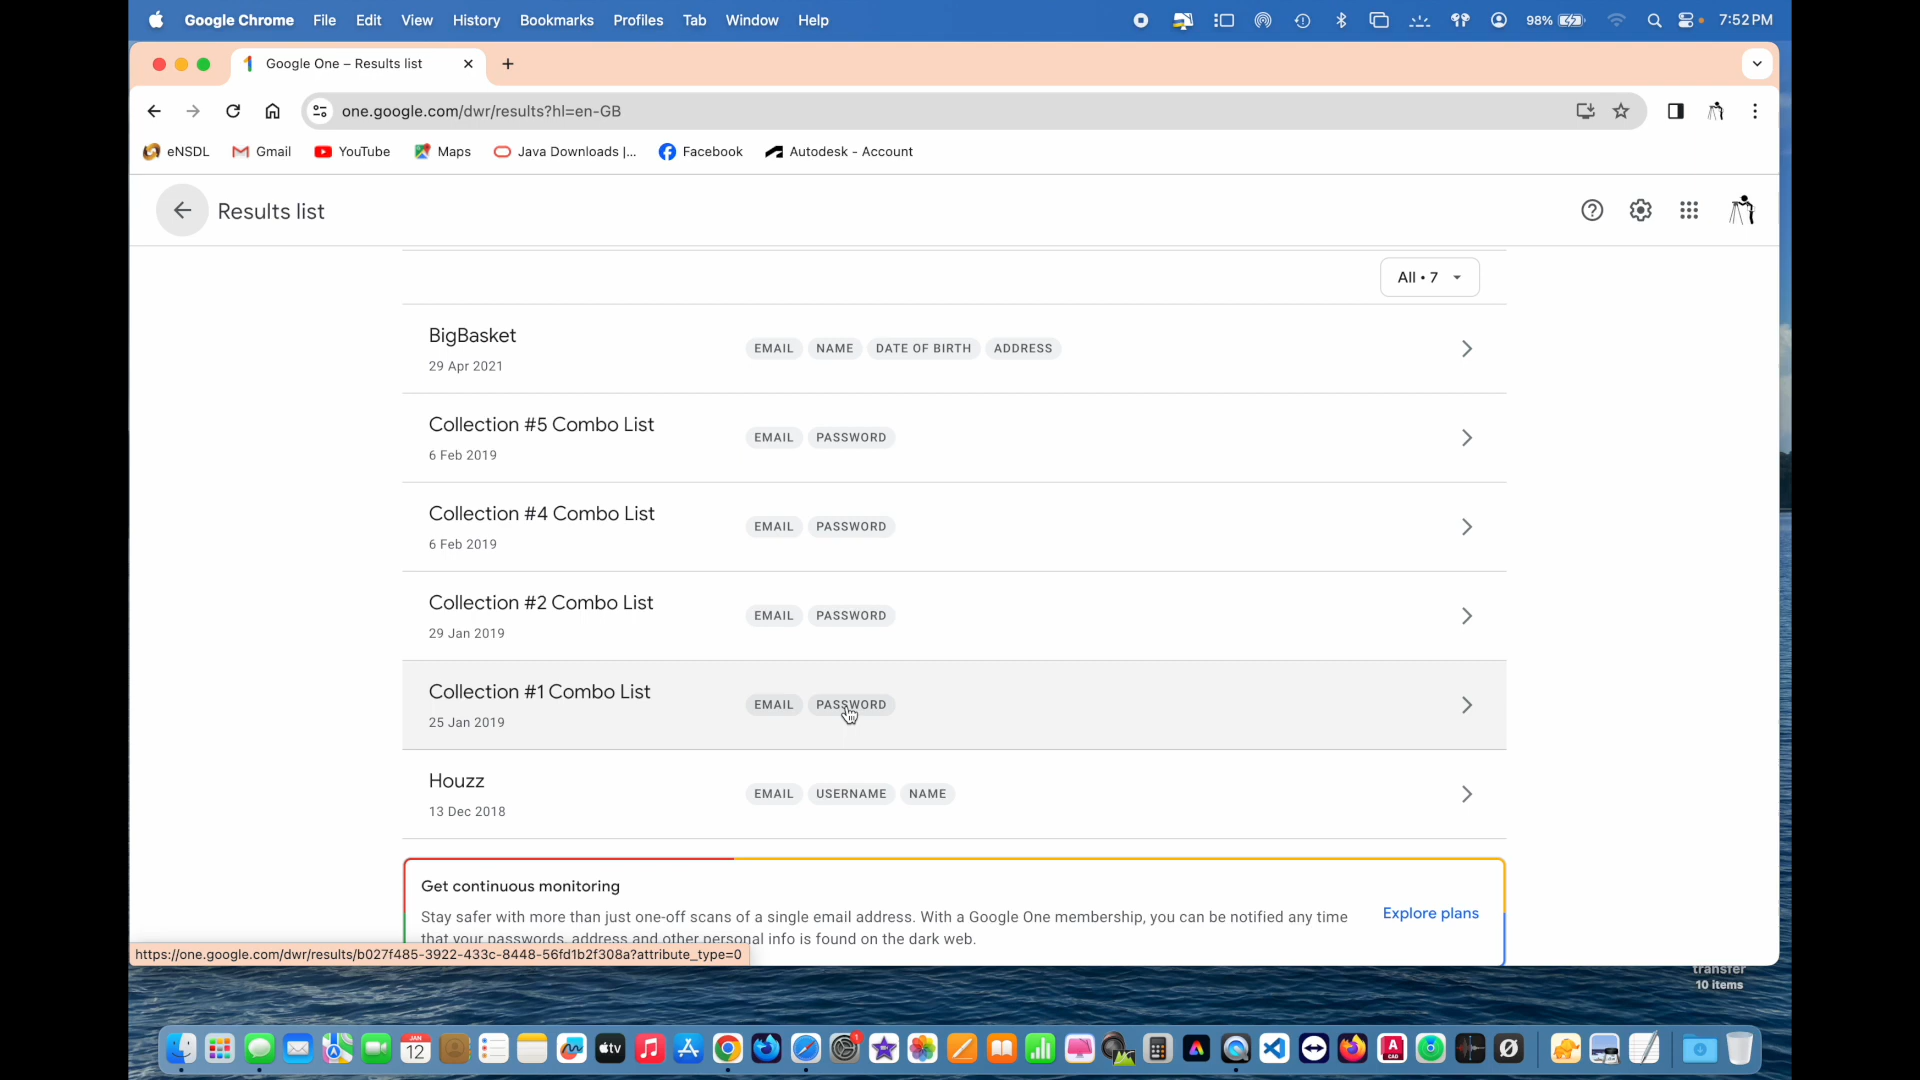 Google Chrome File Edit View History Bookmarks Profiles Tab Window Help 98% 7:52 PM
Google One – Results list
one.google.com/dwr/results?hl=en-GB
eNSDL Gmail YouTube Maps Java Downloads |... Facebook Autodesk - Account
Results list
All • 7
BigBasket
EMAIL NAME DATE OF BIRTH ADDRESS
29 Apr 2021
Collection #5 Combo List
EMAIL PASSWORD
6 Feb 2019
Collection #4 Combo List
EMAIL PASSWORD
6 Feb 2019
Collection #2 Combo List
EMAIL PASSWORD
29 Jan 2019
Collection #1 Combo List
EMAIL PASSWORD
25 Jan 2019
Houzz
EMAIL USERNAME NAME
13 Dec 2018
Get continuous monitoring
Stay safer with more than just one-off scans of a single email address. With a Google One membership, you can be notified any time
Explore plans
that your passwords, address and other personal info is found on the dark web.
https://one.google.com/dwr/results/b027f485-3922-433c-8448-56fd1b2f308a?attribute_type=0
transfer
10 items
JAN
12
tv
1
A
CAD